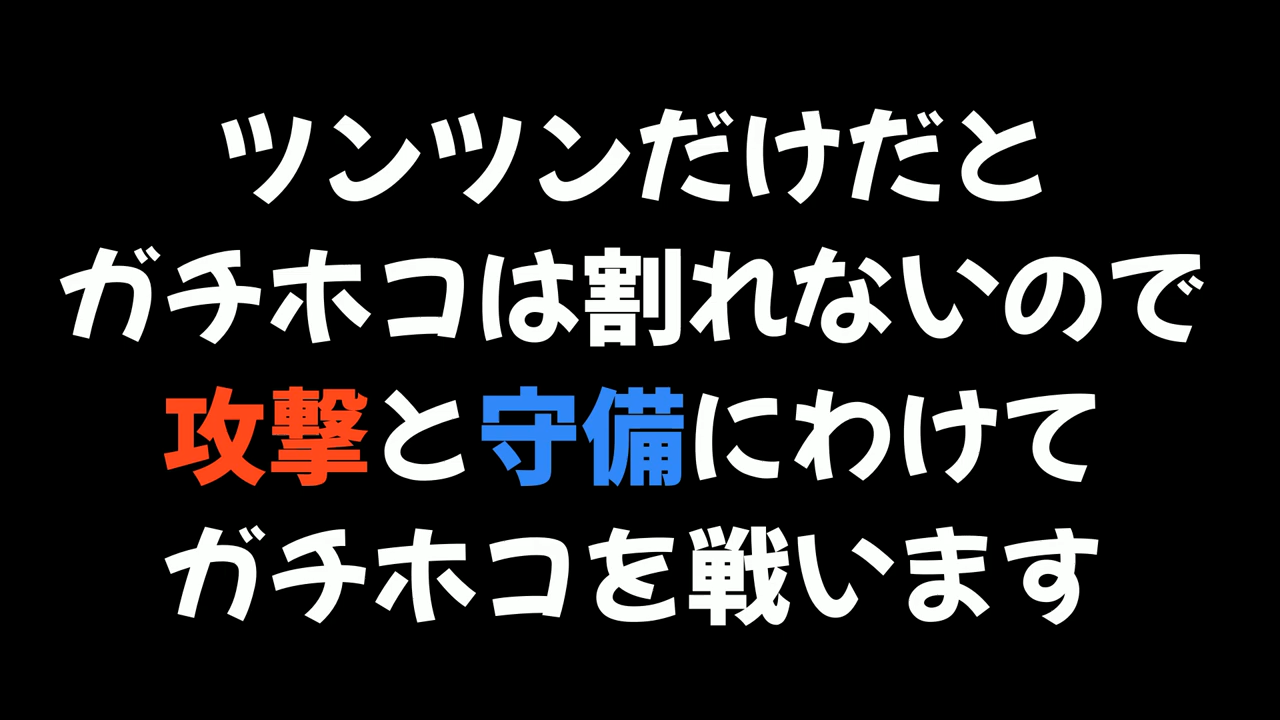 ツンツンだけだと
ガチホコは割れないので
攻撃と守備にわけて
ガチホコを戦います